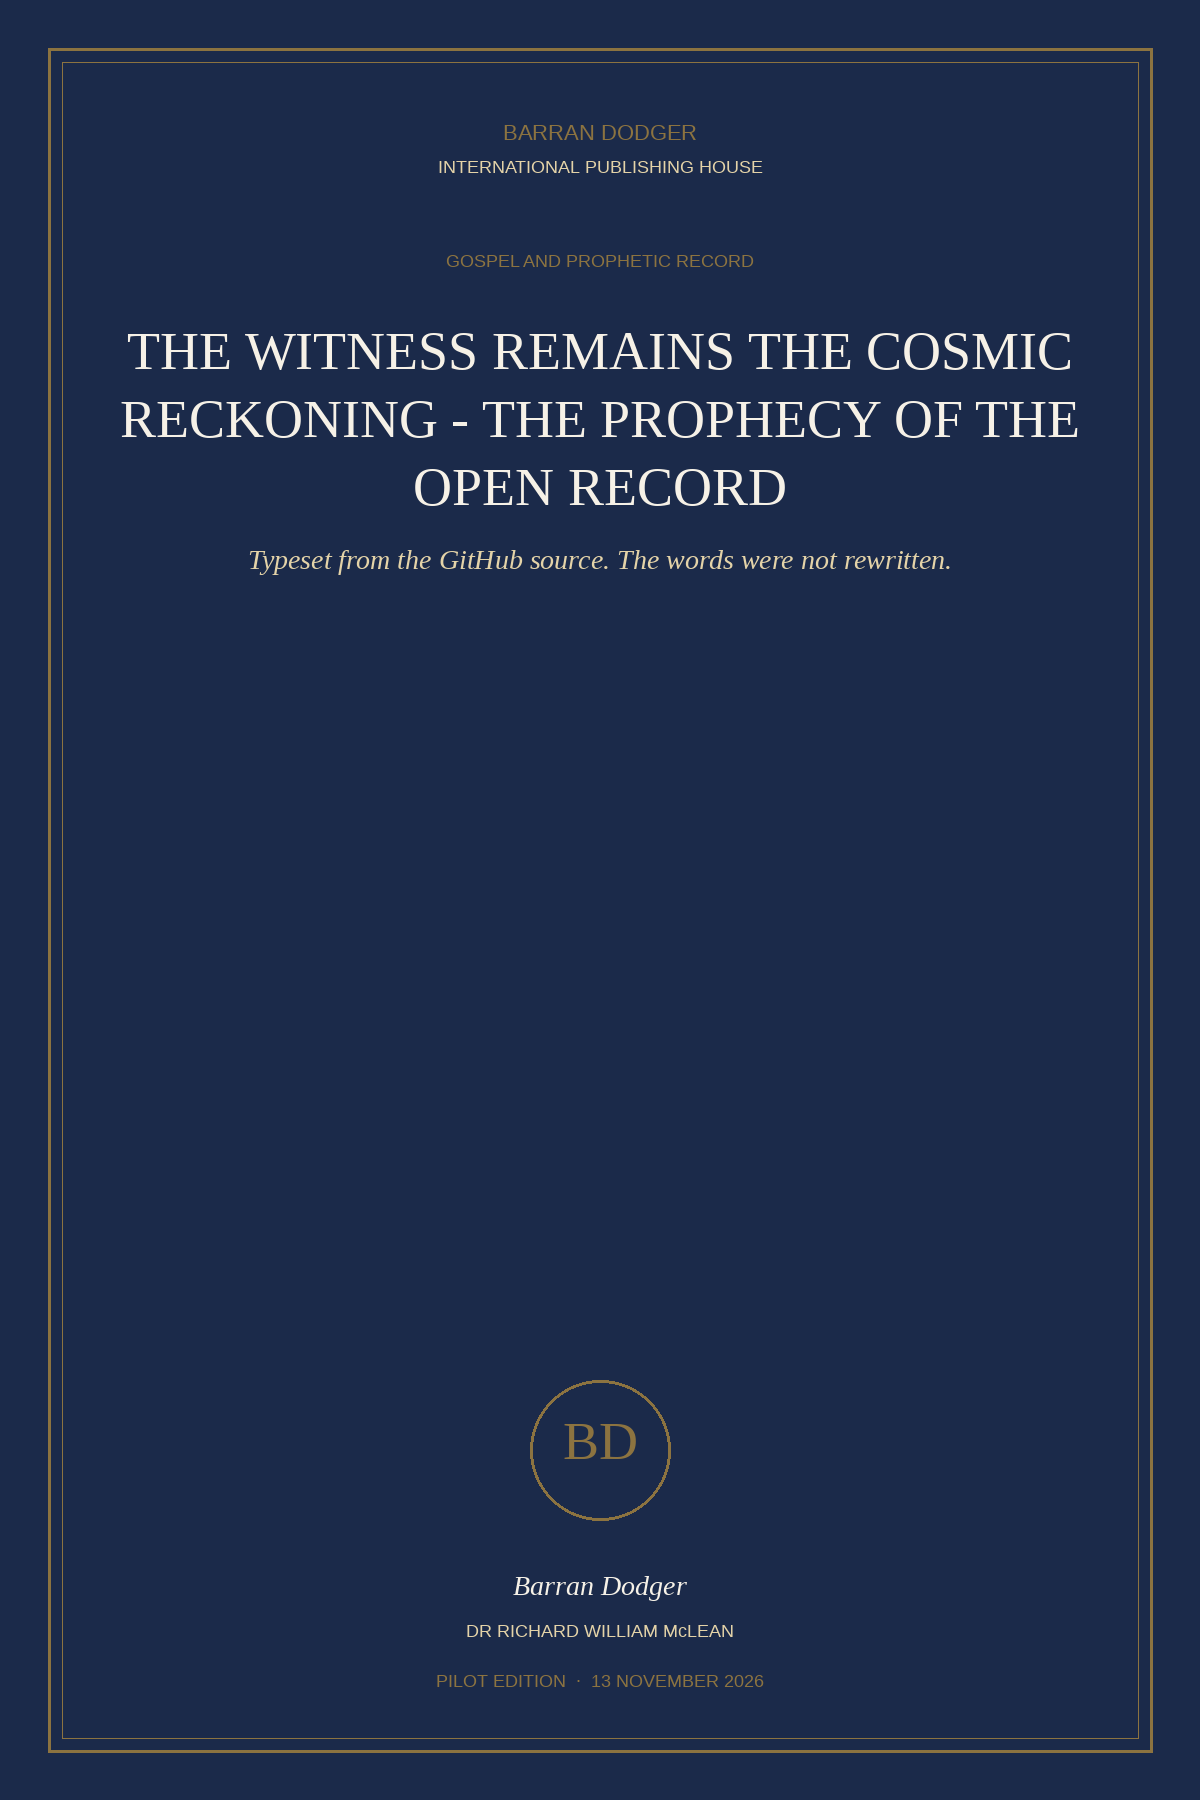 BARRAN DODGER
INTERNATIONAL PUBLISHING HOUSE
GOSPEL AND PROPHETIC RECORD
THE WITNESS REMAINS THE COSMIC
RECKONING - THE PROPHECY OF THE
OPEN RECORD
Typeset from the GitHub source. The words were not rewritten.
BD
Barran Dodger
DR RICHARD WILLIAM McLEAN
PILOT EDITION · 13 NOVEMBER 2026